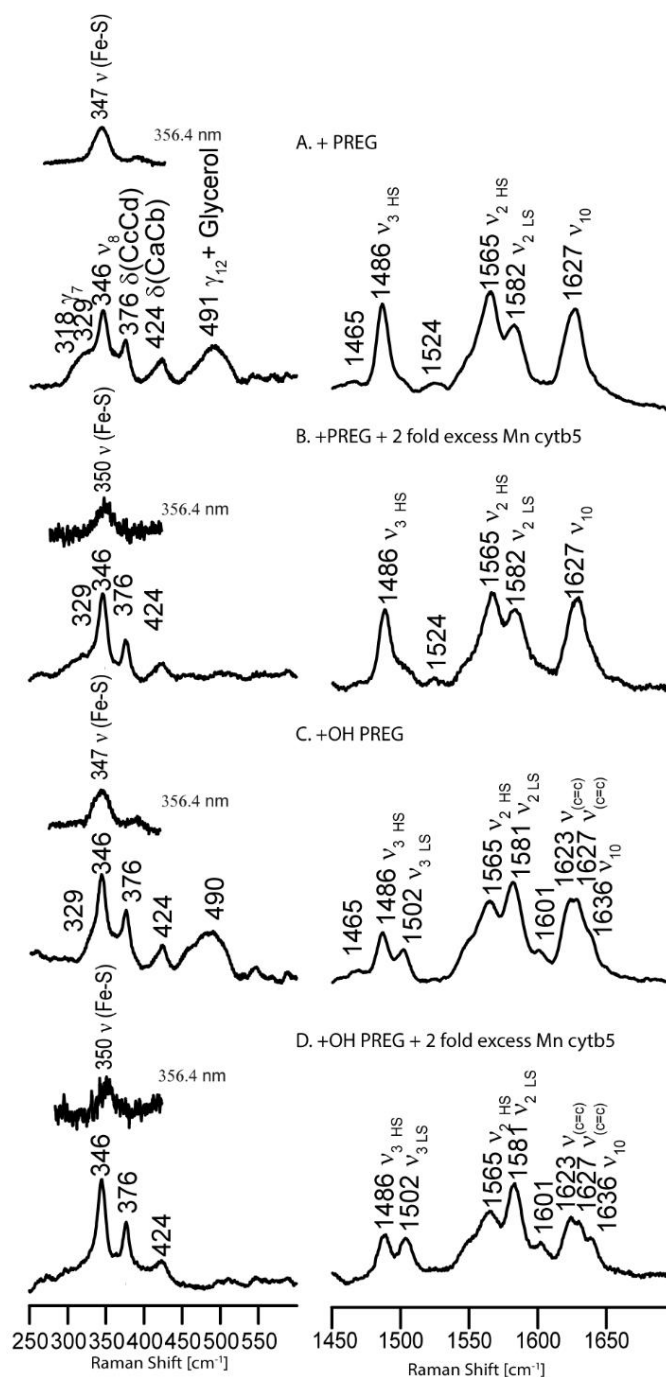 347 ν (Fe-S)
356.4 nm
A. + PREG
318 γ7
329
346 ν8
376 δ(CcCd)
424 δ(CaCb)
491 γ12 + Glycerol
1465
1486 ν3 HS
1524
1565 ν2 HS
1582 ν2 LS
1627 ν10
B. +PREG + 2 fold excess Mn cytb5
350 ν (Fe-S)
356.4 nm
329
346
376
424
1486 ν3 HS
1524
1565 ν2 HS
1582 ν2 LS
1627 ν10
C. +OH PREG
347 ν (Fe-S)
356.4 nm
329
346
376
424
490
1465
1486 ν3 HS
1502 ν3 LS
1565 ν2 HS
1581 ν2 LS
1601
1623 ν(c=c)
1627 ν(c=c)
1636 ν10
D. +OH PREG + 2 fold excess Mn cytb5
350 ν (Fe-S)
356.4 nm
346
376
424
1486 ν3 HS
1502 ν3 LS
1565 ν2 HS
1581 ν2 LS
1601
1623 ν(c=c)
1627 ν(c=c)
1636 ν10
250 300 350 400 450 500 550
1450 1500 1550 1600 1650
Raman Shift [cm-1]
Raman Shift [cm-1]